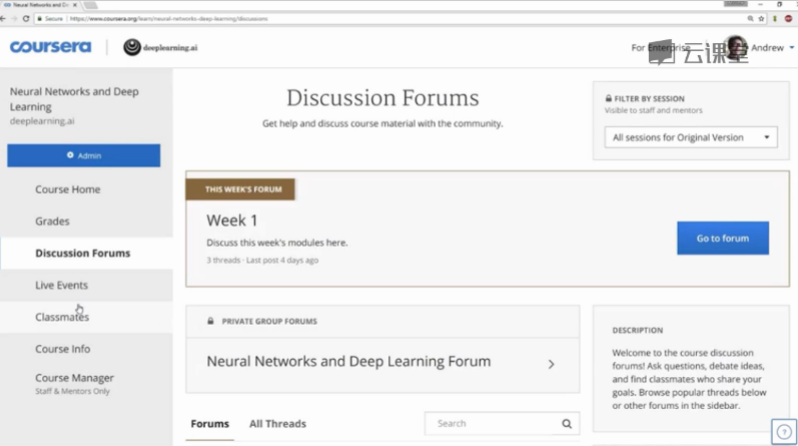 Neural Networks and De
Secure
https://www.coursera.org/learn/neural-networks-deep-learning/discussions
coursera
deeplearning.ai
For Enterprise
云课堂
Andrew
Neural Networks and Deep
Learning
deeplearning.ai
Admin
Course Home
Grades
Discussion Forums
Live Events
Classmates
Course Info
Course Manager
Staff & Mentors Only
Discussion Forums
Get help and discuss course material with the community.
FILTER BY SESSION
Visible to staff and mentors
All sessions for Original Version
THIS WEEK'S FORUM
Week 1
Discuss this week's modules here.
3 threads · Last post 4 days ago
Go to forum
PRIVATE GROUP FORUMS
Neural Networks and Deep Learning Forum
Forums
All Threads
Search
DESCRIPTION
Welcome to the course discussion
forums! Ask questions, debate ideas,
and find classmates who share your
goals. Browse popular threads below
or other forums in the sidebar.